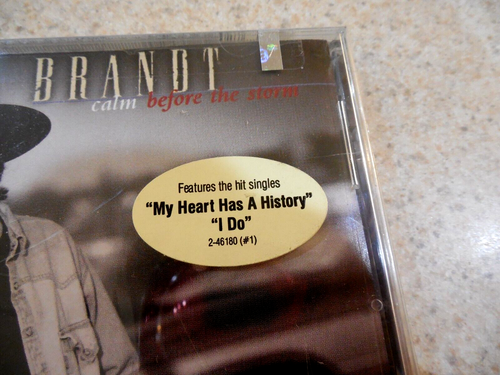 BRANDT
calm before the storm
Features the hit singles
"My Heart Has A History"
"I Do"
2-46180 (#1)